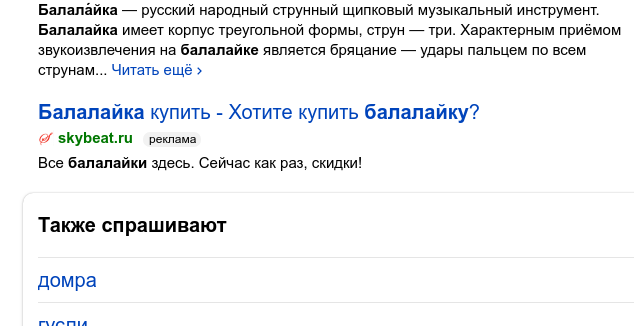 Балала́йка — русский народный струнный щипковый музыкальный инструмент.
Балалайка имеет корпус треугольной формы, струн — три. Характерным приёмом
звукоизвлечения на балалайке является бряцание — удары пальцем по всем
струнам... Читать ещё ›
Балалайка купить - Хотите купить балалайку?
skybeat.ru реклама
Все балалайки здесь. Сейчас как раз, скидки!
Также спрашивают
домра
гусли